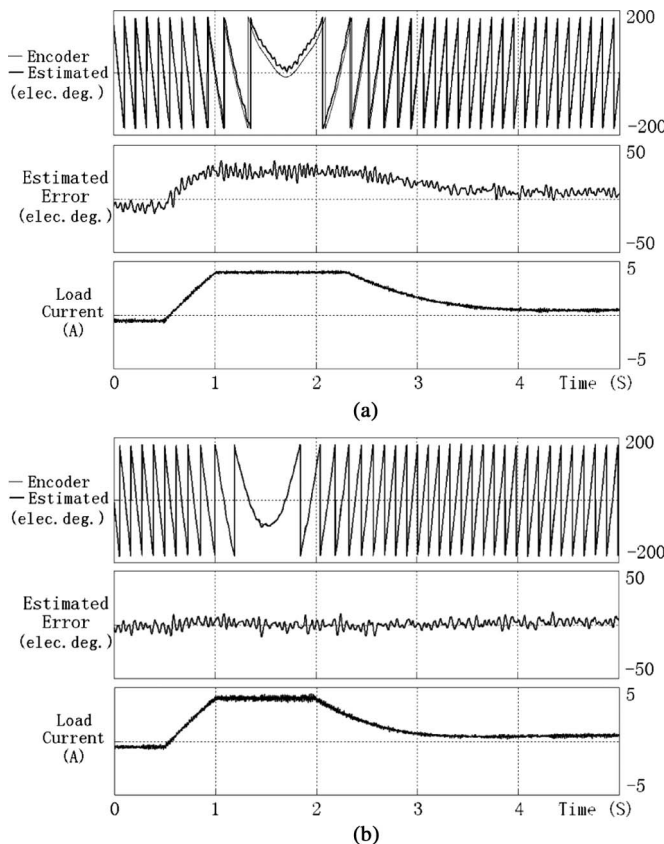 200
Encoder
Estimated
(elec.deg.)
-200
50
Estimated
Error
(elec.deg.)
-50
5
Load
Current
(A)
-5
0 1 2 3 4 Time (S)
(a)
200
Encoder
Estimated
(elec.deg.)
-200
50
Estimated
Error
(elec.deg.)
-50
5
Load
Current
(A)
-5
0 1 2 3 4 Time (S)
(b)